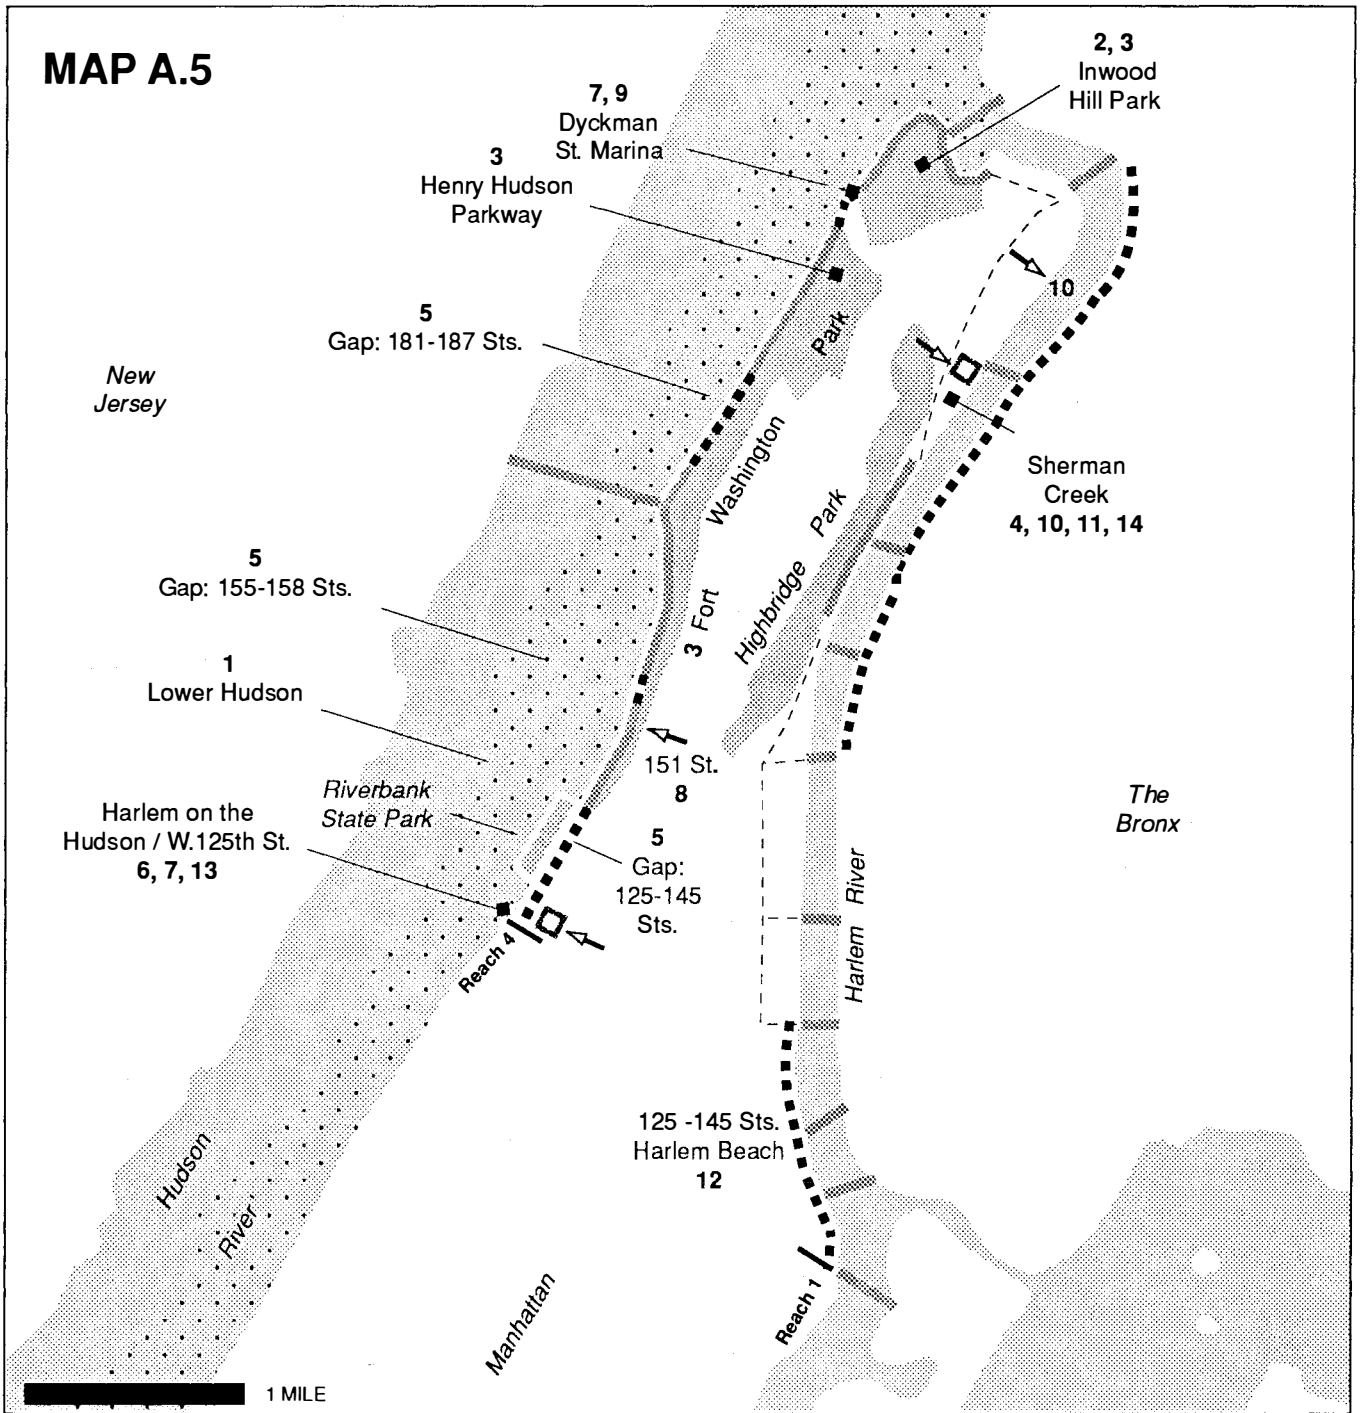 MAP A.5
2, 3
Inwood
Hill Park
7, 9
Dyckman
St. Marina
3
Henry Hudson
Parkway
10
5
Gap: 181-187 Sts.
New
Jersey
Park
Washington
3 Fort
Highbridge Park
Sherman
Creek
4, 10, 11, 14
5
Gap: 155-158 Sts.
1
Lower Hudson
151 St.
8
Riverbank
State Park
Harlem on the
Hudson / W.125th St.
6, 7, 13
5
Gap:
125-145
Sts.
The
Bronx
Harlem River
Reach 4
125 -145 Sts.
Harlem Beach
12
Hudson
River
Manhattan
Reach 1
1 MILE